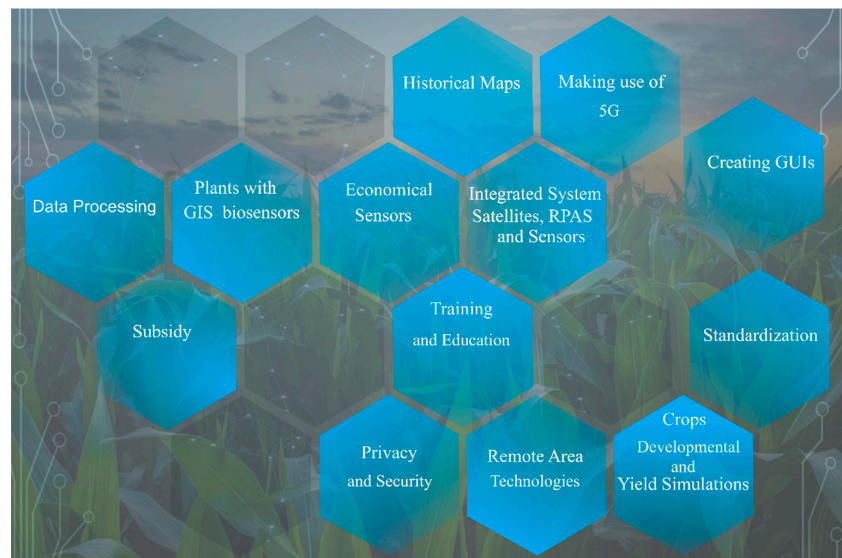 Historical Maps
Making use of
5G
Creating GUIs
Data Processing
Plants with
GIS biosensors
Economical
Sensors
Integrated System
Satellites, RPAS
and Sensors
Subsidy
Training
and Education
Standardization
Privacy
and Security
Remote Area
Technologies
Crops
Developmental
and
Yield Simulations